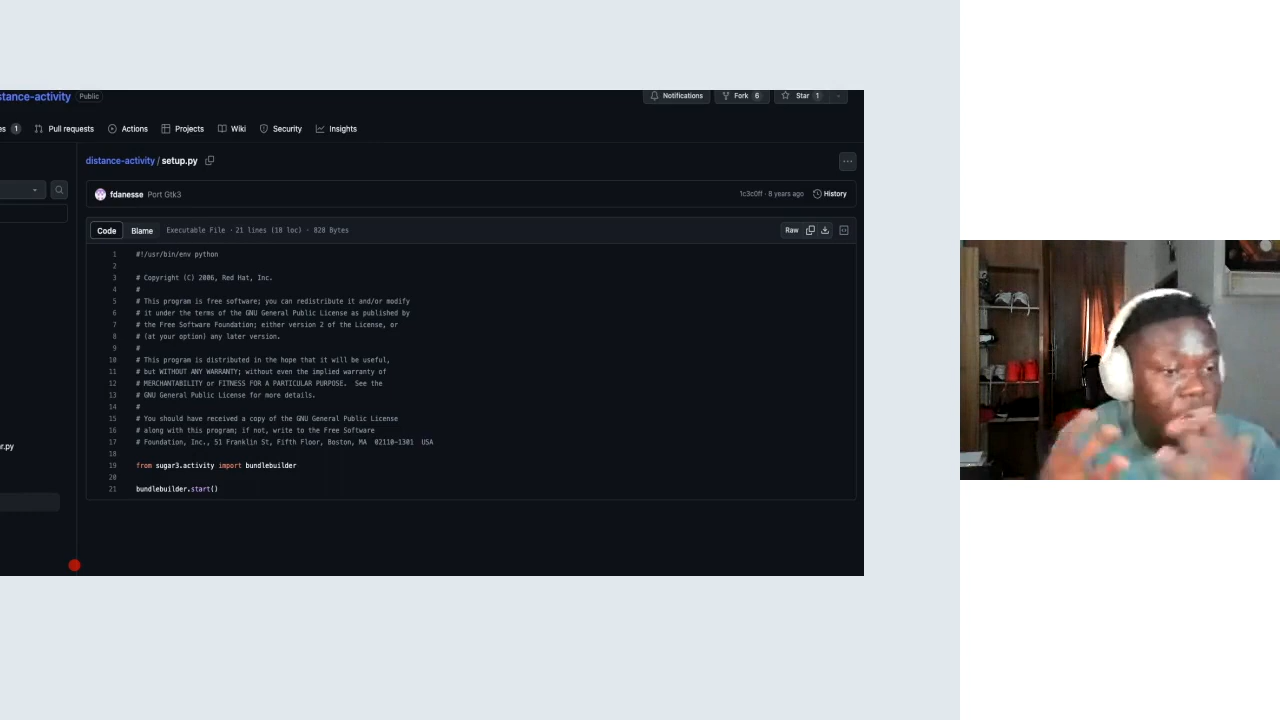 stance-activity Public
Notifications Fork 6 Star 1
es 1 Pull requests Actions Projects Wiki Security Insights
distance-activity / setup.py
fdanesse Port Gtk3 1c3c0ff · 8 years ago History
Code Blame Executable File · 21 lines (18 loc) · 828 Bytes Raw
1 #!/usr/bin/env python
2
3 # Copyright (C) 2006, Red Hat, Inc.
4 #
5 # This program is free software; you can redistribute it and/or modify
6 # it under the terms of the GNU General Public License as published by
7 # the Free Software Foundation; either version 2 of the License, or
8 # (at your option) any later version.
9 #
10 # This program is distributed in the hope that it will be useful,
11 # but WITHOUT ANY WARRANTY; without even the implied warranty of
12 # MERCHANTABILITY or FITNESS FOR A PARTICULAR PURPOSE.  See the
13 # GNU General Public License for more details.
14 #
15 # You should have received a copy of the GNU General Public License
16 # along with this program; if not, write to the Free Software
17 # Foundation, Inc., 51 Franklin St, Fifth Floor, Boston, MA  02110-1301  USA
18
19 from sugar3.activity import bundlebuilder
20
21 bundlebuilder.start()
r.py